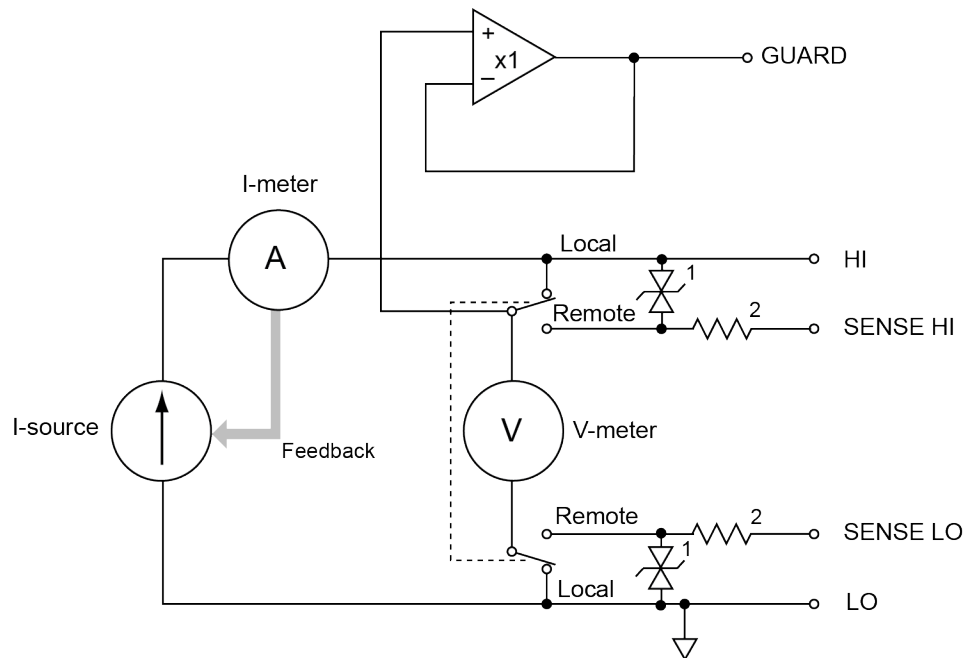 +
x1
−
GUARD
I-meter
A
Local
HI
1
Remote
2
SENSE HI
I-source
V
V-meter
Feedback
Remote
2
SENSE LO
1
Local
LO